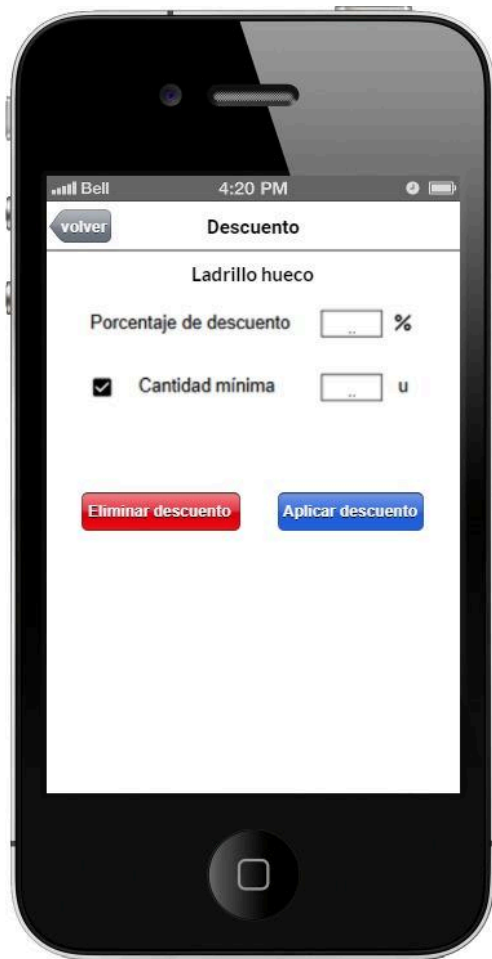 Bell 4:20 PM
volver Descuento
Ladrillo hueco
Porcentaje de descuento .. %
Cantidad mínima .. u
Eliminar descuento Aplicar descuento